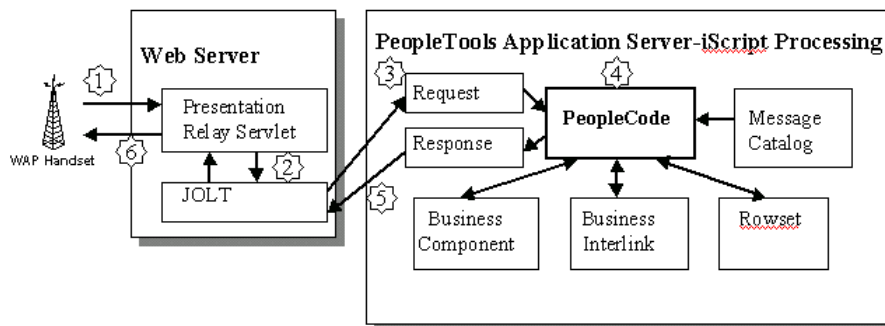 Web Server
PeopleTools Application Server-iScript Processing
1
3
4
Request
Presentation
Relay Servlet
PeopleCode
Message
Catalog
Response
WAP Handset
6
2
JOLT
5
Business
Component
Business
Interlink
Rowset